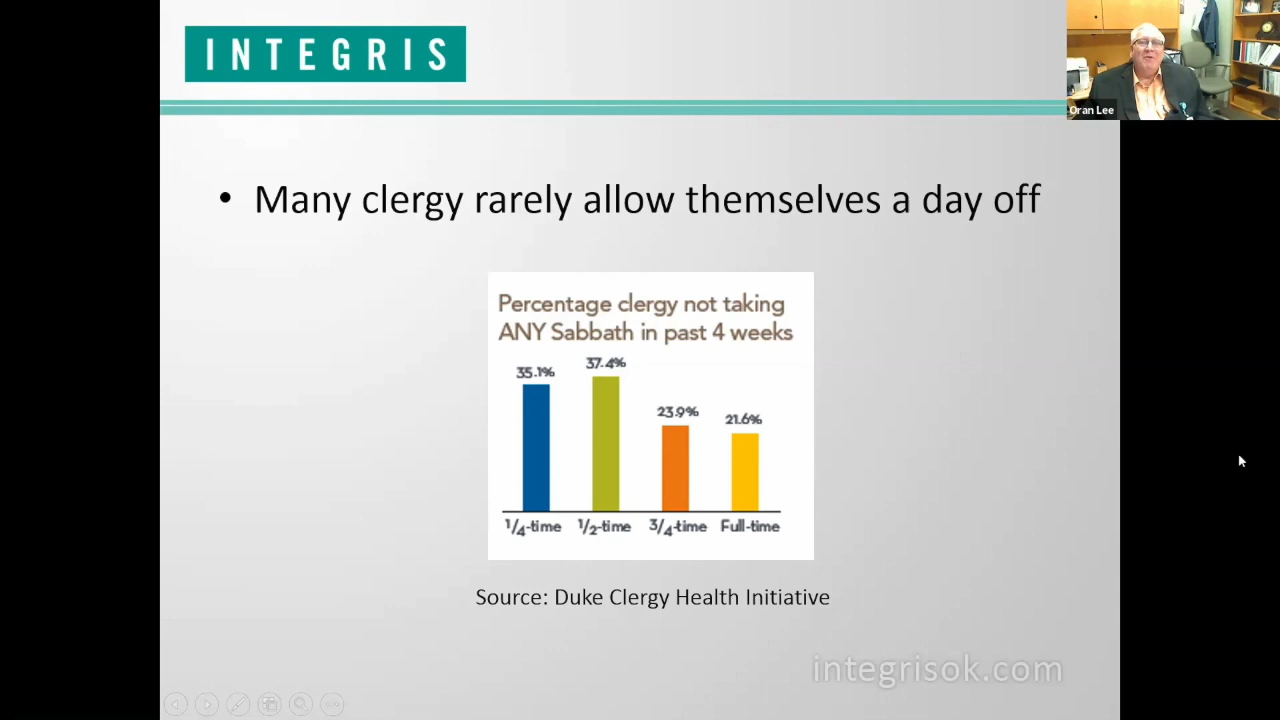 INTEGRIS
Oran Lee
• Many clergy rarely allow themselves a day off
Percentage clergy not taking
ANY Sabbath in past 4 weeks
35.1%
37.4%
23.9%
21.6%
1/4-time
1/2-time
3/4-time
Full-time
Source: Duke Clergy Health Initiative
integrisok.com